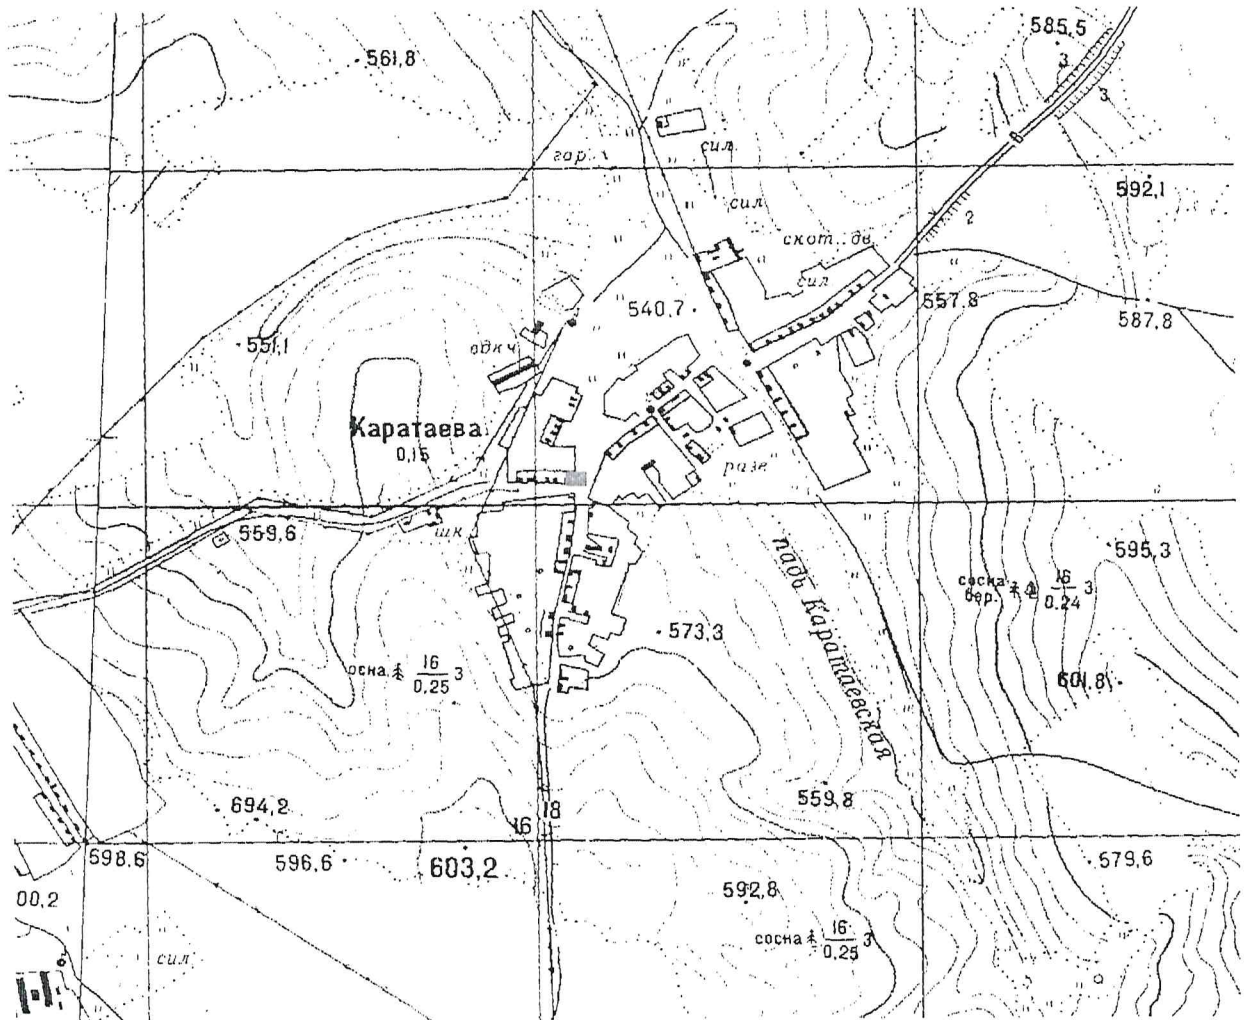 585,5
561,8
3
3
гар.
сил.
592,1
сил.
2
скот. дв.
сил.
557,8
540,7
587,8
551,1
вдкч
Каратаева
0,15
"разв"
559,6
шк.
595,3
падь Каратаевская
сосна
бер.
16
0.24
3
573,3
осна
16
0.25
3
601,8
694,2
559,8
16
18
598,6
596,6
603,2
579,6
00,2
592,8
сосна
16
0,25
3
сил.